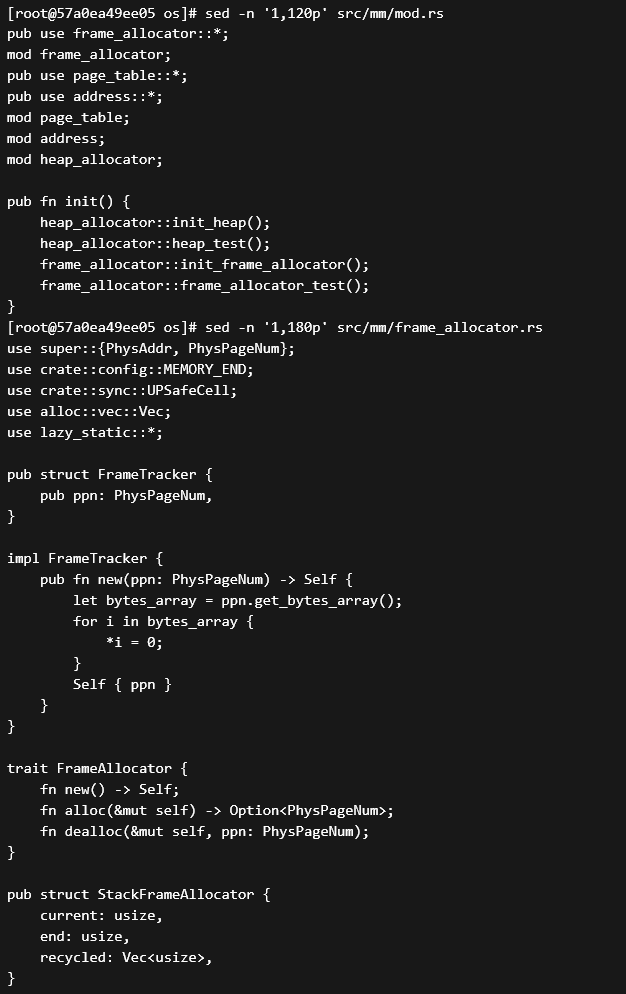 [root@57a0ea49ee05 os]# sed -n '1,120p' src/mm/mod.rs
pub use frame_allocator::*;
mod frame_allocator;
pub use page_table::*;
pub use address::*;
mod page_table;
mod address;
mod heap_allocator;

pub fn init() {
    heap_allocator::init_heap();
    heap_allocator::heap_test();
    frame_allocator::init_frame_allocator();
    frame_allocator::frame_allocator_test();
}
[root@57a0ea49ee05 os]# sed -n '1,180p' src/mm/frame_allocator.rs
use super::{PhysAddr, PhysPageNum};
use crate::config::MEMORY_END;
use crate::sync::UPSafeCell;
use alloc::vec::Vec;
use lazy_static::*;

pub struct FrameTracker {
    pub ppn: PhysPageNum,
}

impl FrameTracker {
    pub fn new(ppn: PhysPageNum) -> Self {
        let bytes_array = ppn.get_bytes_array();
        for i in bytes_array {
            *i = 0;
        }
        Self { ppn }
    }
}

trait FrameAllocator {
    fn new() -> Self;
    fn alloc(&mut self) -> Option<PhysPageNum>;
    fn dealloc(&mut self, ppn: PhysPageNum);
}

pub struct StackFrameAllocator {
    current: usize,
    end: usize,
    recycled: Vec<usize>,
}